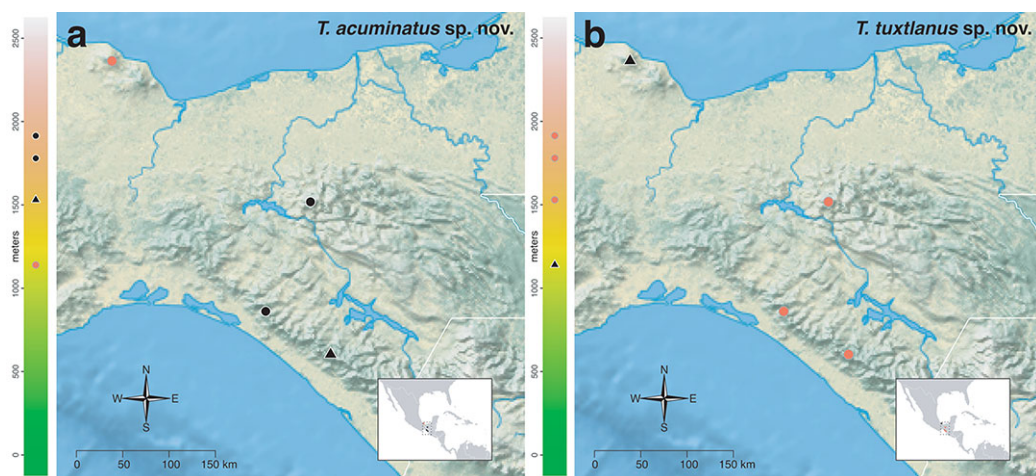 a
T. acuminatus sp. nov.
2500
2000
1500
meters
1000
500
0
N
W E
S
0 50 100 150 km
b
T. tuxtlanus sp. nov.
2500
2000
1500
meters
1000
500
0
N
W E
S
0 50 100 150 km